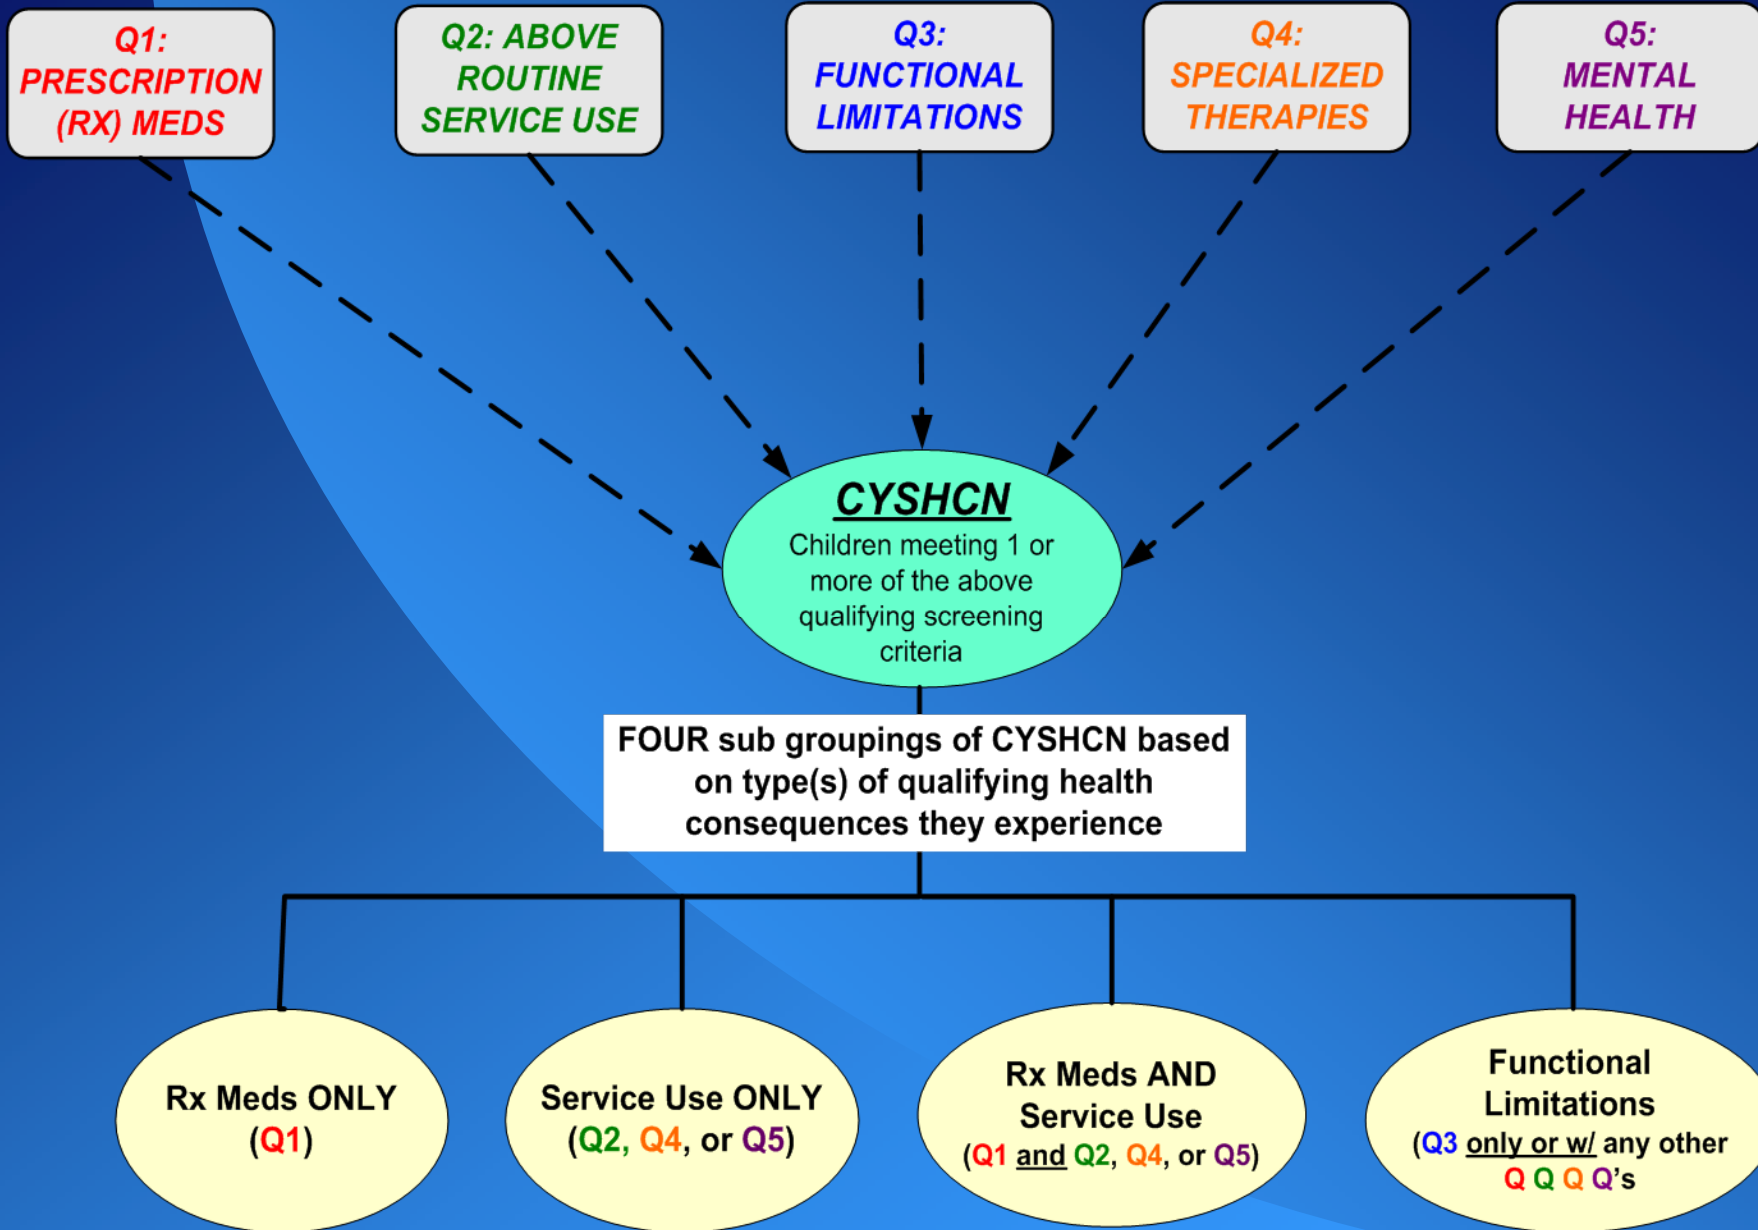 Q1:
PRESCRIPTION
(RX) MEDS
Q2: ABOVE
ROUTINE
SERVICE USE
Q3:
FUNCTIONAL
LIMITATIONS
Q4:
SPECIALIZED
THERAPIES
Q5:
MENTAL
HEALTH
CYSHCN
Children meeting 1 or
more of the above
qualifying screening
criteria
FOUR sub groupings of CYSHCN based
on type(s) of qualifying health
consequences they experience
Rx Meds ONLY
(Q1)
Service Use ONLY
(Q2, Q4, or Q5)
Rx Meds AND
Service Use
(Q1 and Q2, Q4, or Q5)
Functional
Limitations
(Q3 only or w/ any other
Q Q Q Q's